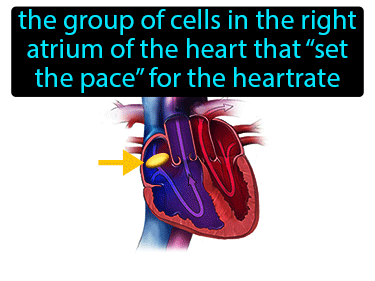 the group of cells in the right
atrium of the heart that “set
the pace” for the heartrate